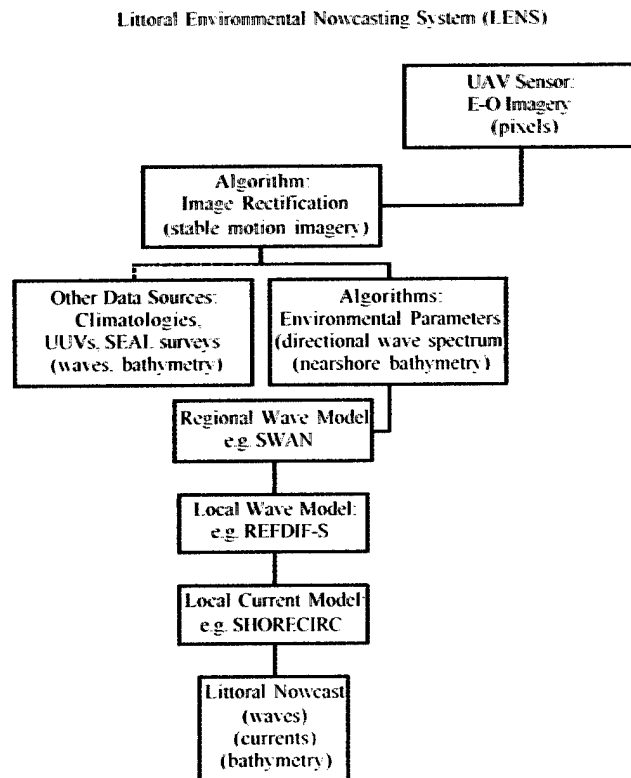 Littoral Environmental Nowcasting System (LENS)
UAV Sensor:
E-O Imagery
(pixels)
Algorithm:
Image Rectification
(stable motion imagery)
Other Data Sources:
Climatologies,
UUVs, SEAL surveys
(waves, bathymetry)
Algorithms:
Environmental Parameters
(directional wave spectrum
(nearshore bathymetry)
Regional Wave Model
e.g. SWAN
Local Wave Model:
e.g. REFDIF-S
Local Current Model:
e.g. SHORECIRC
Littoral Nowcast
(waves)
(currents)
(bathymetry)